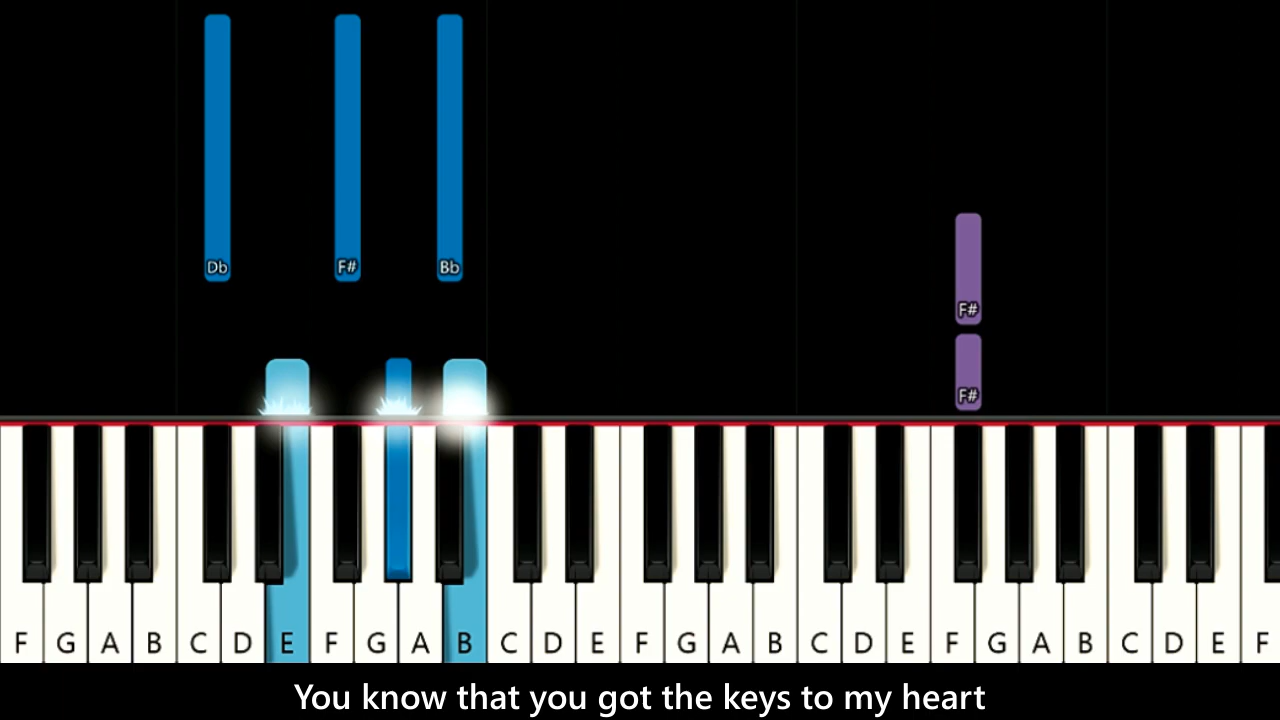 Db F# Bb
F#
F#
F G A B C D E F G A B C D E F G A B C D E F G A B C D E F
You know that you got the keys to my heart